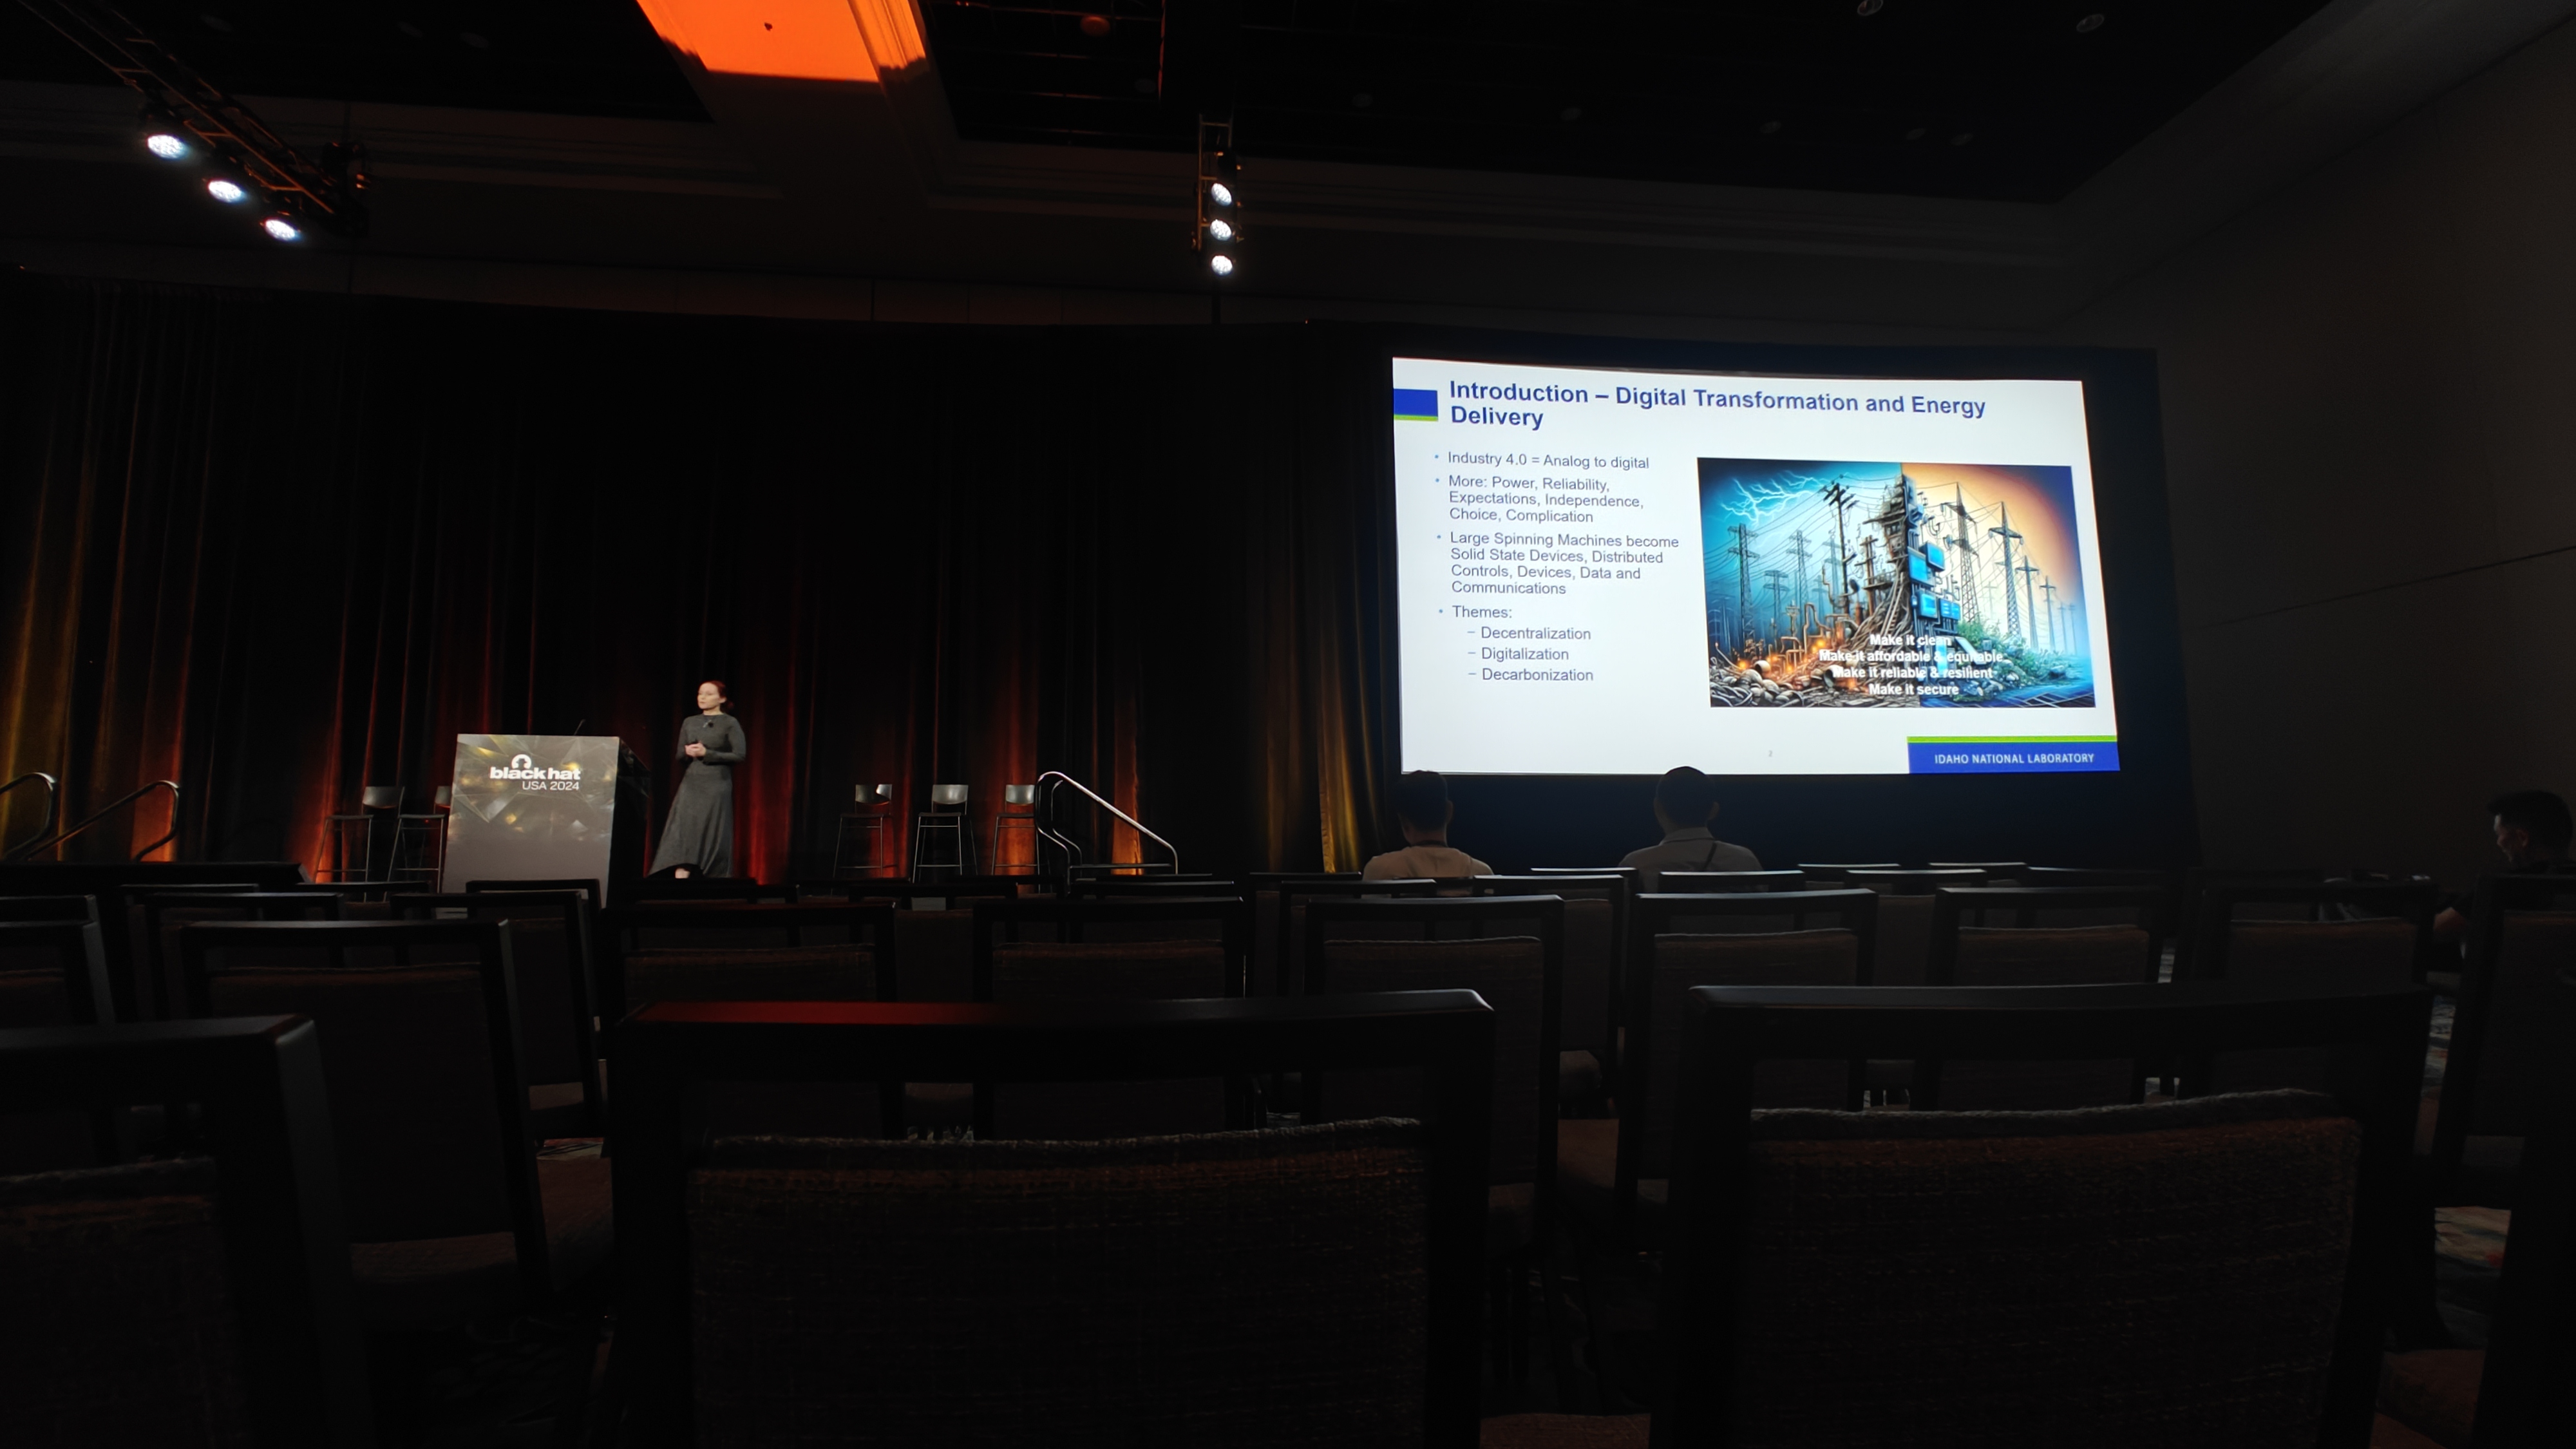 black hat
USA 2024
Introduction – Digital Transformation and Energy
Delivery
• Industry 4.0 = Analog to digital
• More: Power, Reliability,
Expectations, Independence,
Choice, Complication
• Large Spinning Machines become
Solid State Devices, Distributed
Controls, Devices, Data and
Communications
• Themes:
– Decentralization
– Digitalization
– Decarbonization
Make it clean
Make it affordable & equitable
Make it reliable & resilient
Make it secure
IDAHO NATIONAL LABORATORY